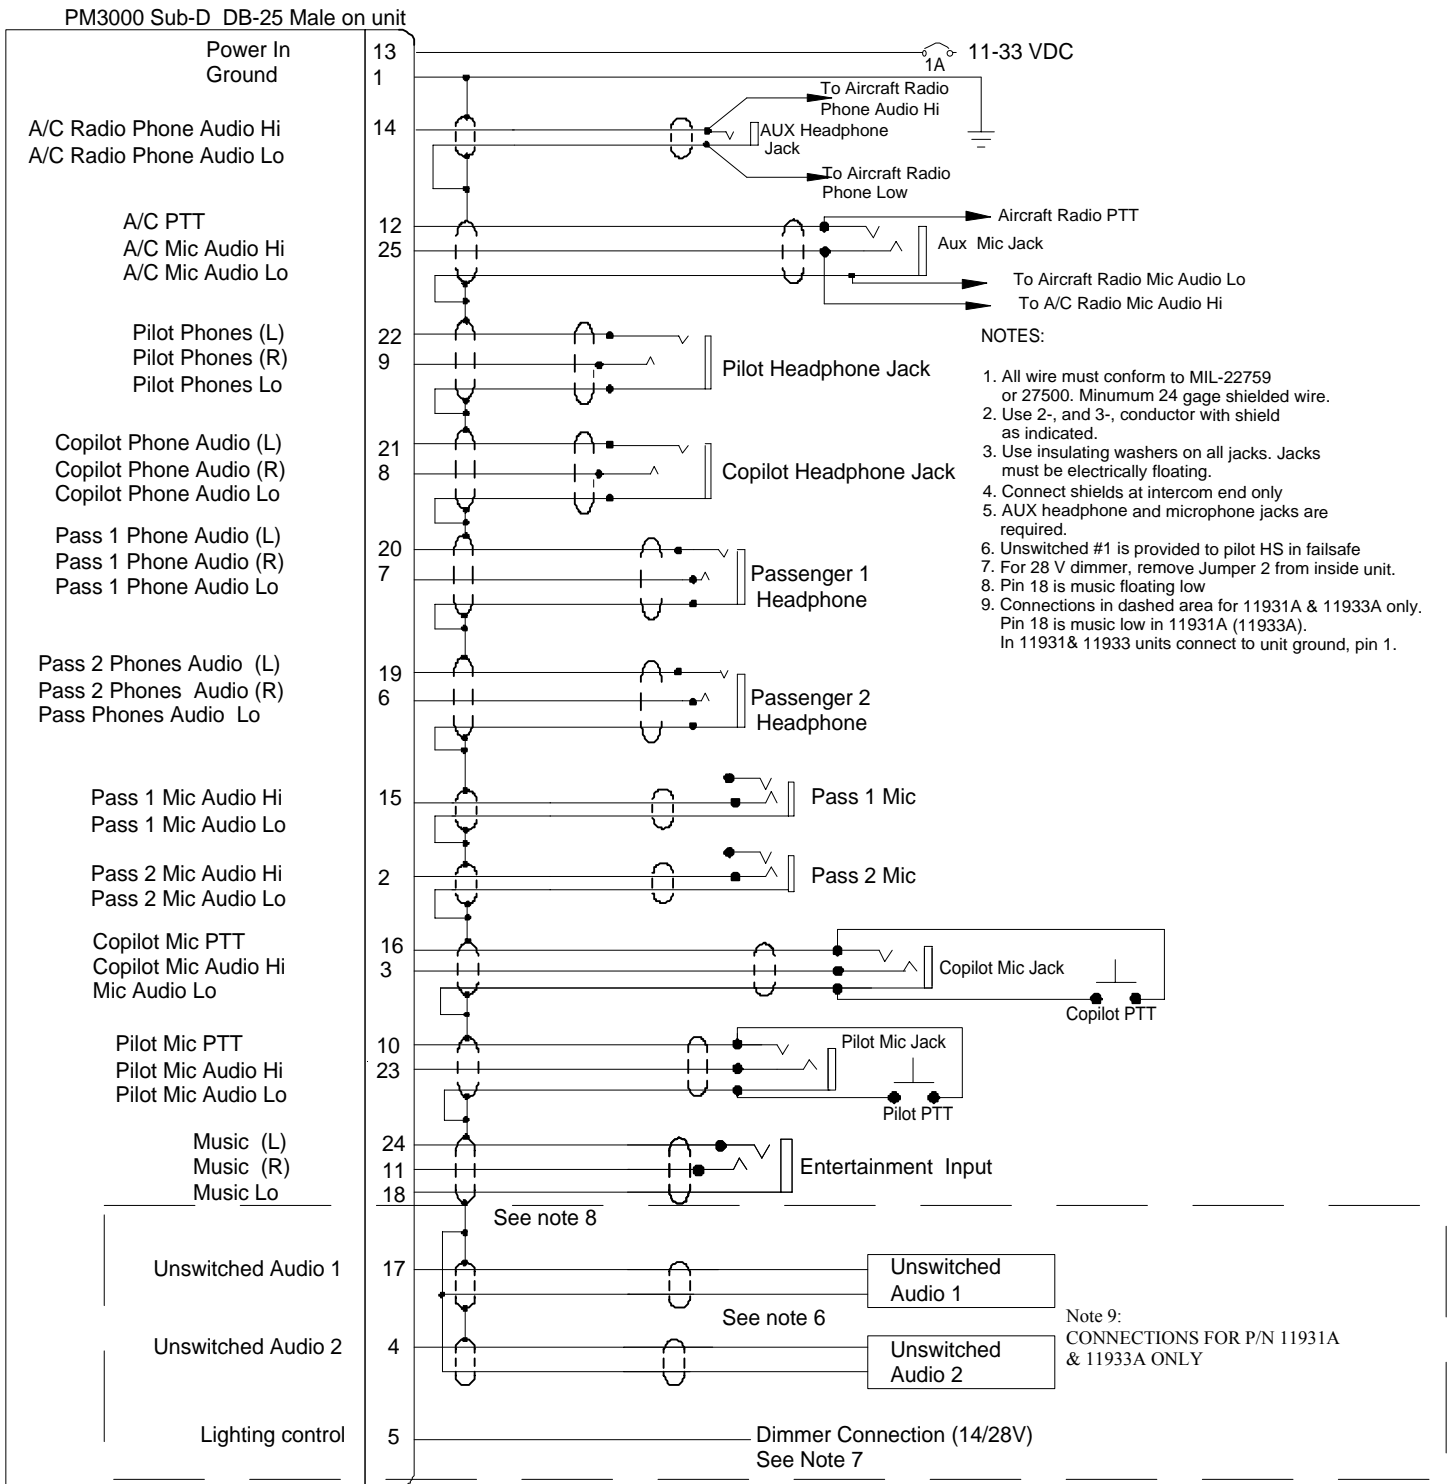 PM3000 Sub-D  DB-25 Male on unit
Power In 13 1A 11-33 VDC
Ground 1
To Aircraft Radio
Phone Audio Hi
A/C Radio Phone Audio Hi 14 AUX Headphone
Jack
A/C Radio Phone Audio Lo
To Aircraft Radio
Phone Low
A/C PTT 12 Aircraft Radio PTT
A/C Mic Audio Hi 25 Aux Mic Jack
A/C Mic Audio Lo To Aircraft Radio Mic Audio Lo
To A/C Radio Mic Audio Hi
Pilot Phones (L) 22
Pilot Phones (R) 9 Pilot Headphone Jack
Pilot Phones Lo
NOTES:
1. All wire must conform to MIL-22759
or 27500. Minumum 24 gage shielded wire.
2. Use 2-, and 3-, conductor with shield
as indicated.
3. Use insulating washers on all jacks. Jacks
must be electrically floating.
4. Connect shields at intercom end only
5. AUX headphone and microphone jacks are
required.
6. Unswitched #1 is provided to pilot HS in failsafe
7. For 28 V dimmer, remove Jumper 2 from inside unit.
8. Pin 18 is music floating low
9. Connections in dashed area for 11931A & 11933A only.
Pin 18 is music low in 11931A (11933A).
In 11931& 11933 units connect to unit ground, pin 1.
Copilot Phone Audio (L) 21
Copilot Phone Audio (R) 8 Copilot Headphone Jack
Copilot Phone Audio Lo
Pass 1 Phone Audio (L) 20
Pass 1 Phone Audio (R) 7 Passenger 1
Pass 1 Phone Audio Lo Headphone
Pass 2 Phones Audio (L) 19
Pass 2 Phones Audio (R) 6 Passenger 2
Pass Phones Audio Lo Headphone
Pass 1 Mic Audio Hi 15 Pass 1 Mic
Pass 1 Mic Audio Lo
Pass 2 Mic Audio Hi 2 Pass 2 Mic
Pass 2 Mic Audio Lo
Copilot Mic PTT 16
Copilot Mic Audio Hi 3 Copilot Mic Jack
Mic Audio Lo
Copilot PTT
Pilot Mic PTT 10 Pilot Mic Jack
Pilot Mic Audio Hi 23
Pilot Mic Audio Lo
Pilot PTT
Music (L) 24
Music (R) 11 Entertainment Input
Music Lo 18
See note 8
Unswitched Audio 1 17 Unswitched
Audio 1
See note 6
Note 9:
CONNECTIONS FOR P/N 11931A
& 11933A ONLY
Unswitched Audio 2 4 Unswitched
Audio 2
Lighting control 5 Dimmer Connection (14/28V)
See Note 7